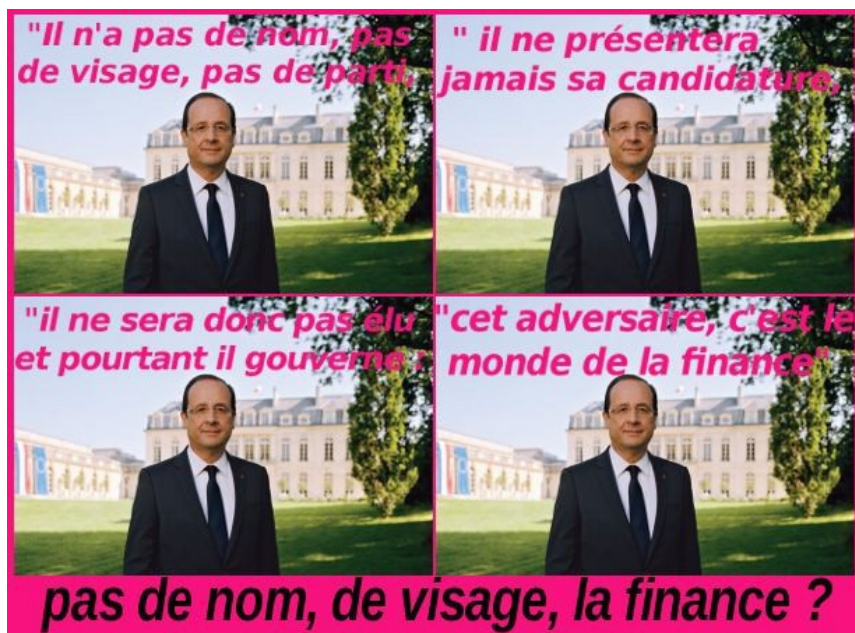 "Il n'a pas de nom, pas
de visage, pas de parti,
" il ne présentera
jamais sa candidature,
"il ne sera donc pas élu
et pourtant il gouverne :
"cet adversaire, c'est le
monde de la finance"
pas de nom, de visage, la finance ?